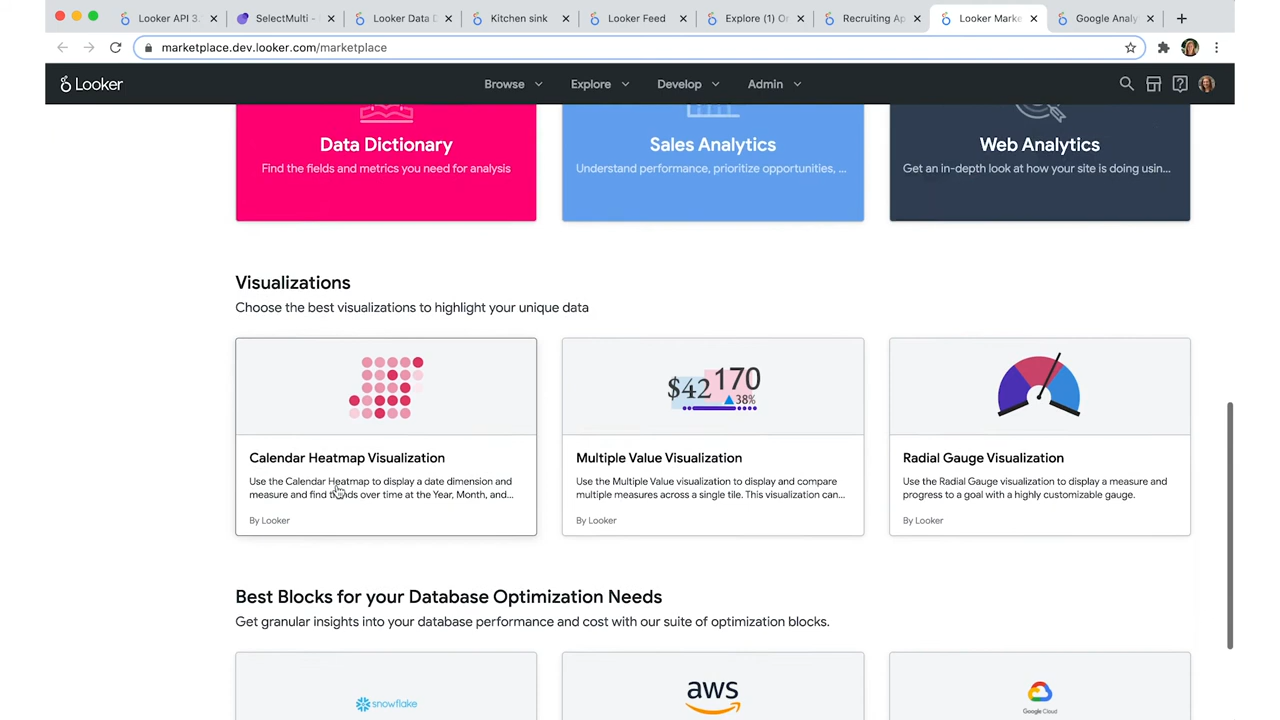 Looker API 3.
SelectMulti -
Looker Data D
Kitchen sink
Looker Feed
Explore (1) Or
Recruiting Ap
Looker Marke
Google Analy
marketplace.dev.looker.com/marketplace
Looker
Browse
Explore
Develop
Admin
Data Dictionary
Find the fields and metrics you need for analysis
Sales Analytics
Understand performance, prioritize opportunities, ...
Web Analytics
Get an in-depth look at how your site is doing usin...
Visualizations
Choose the best visualizations to highlight your unique data
$42 170
38%
Calendar Heatmap Visualization
Use the Calendar Heatmap to display a date dimension and
measure and find trends over time at the Year, Month, and...
By Looker
Multiple Value Visualization
Use the Multiple Value visualization to display and compare
multiple measures across a single tile. This visualization can...
By Looker
Radial Gauge Visualization
Use the Radial Gauge visualization to display a measure and
progress to a goal with a highly customizable gauge.
By Looker
Best Blocks for your Database Optimization Needs
Get granular insights into your database performance and cost with our suite of optimization blocks.
snowflake
aws
Google Cloud